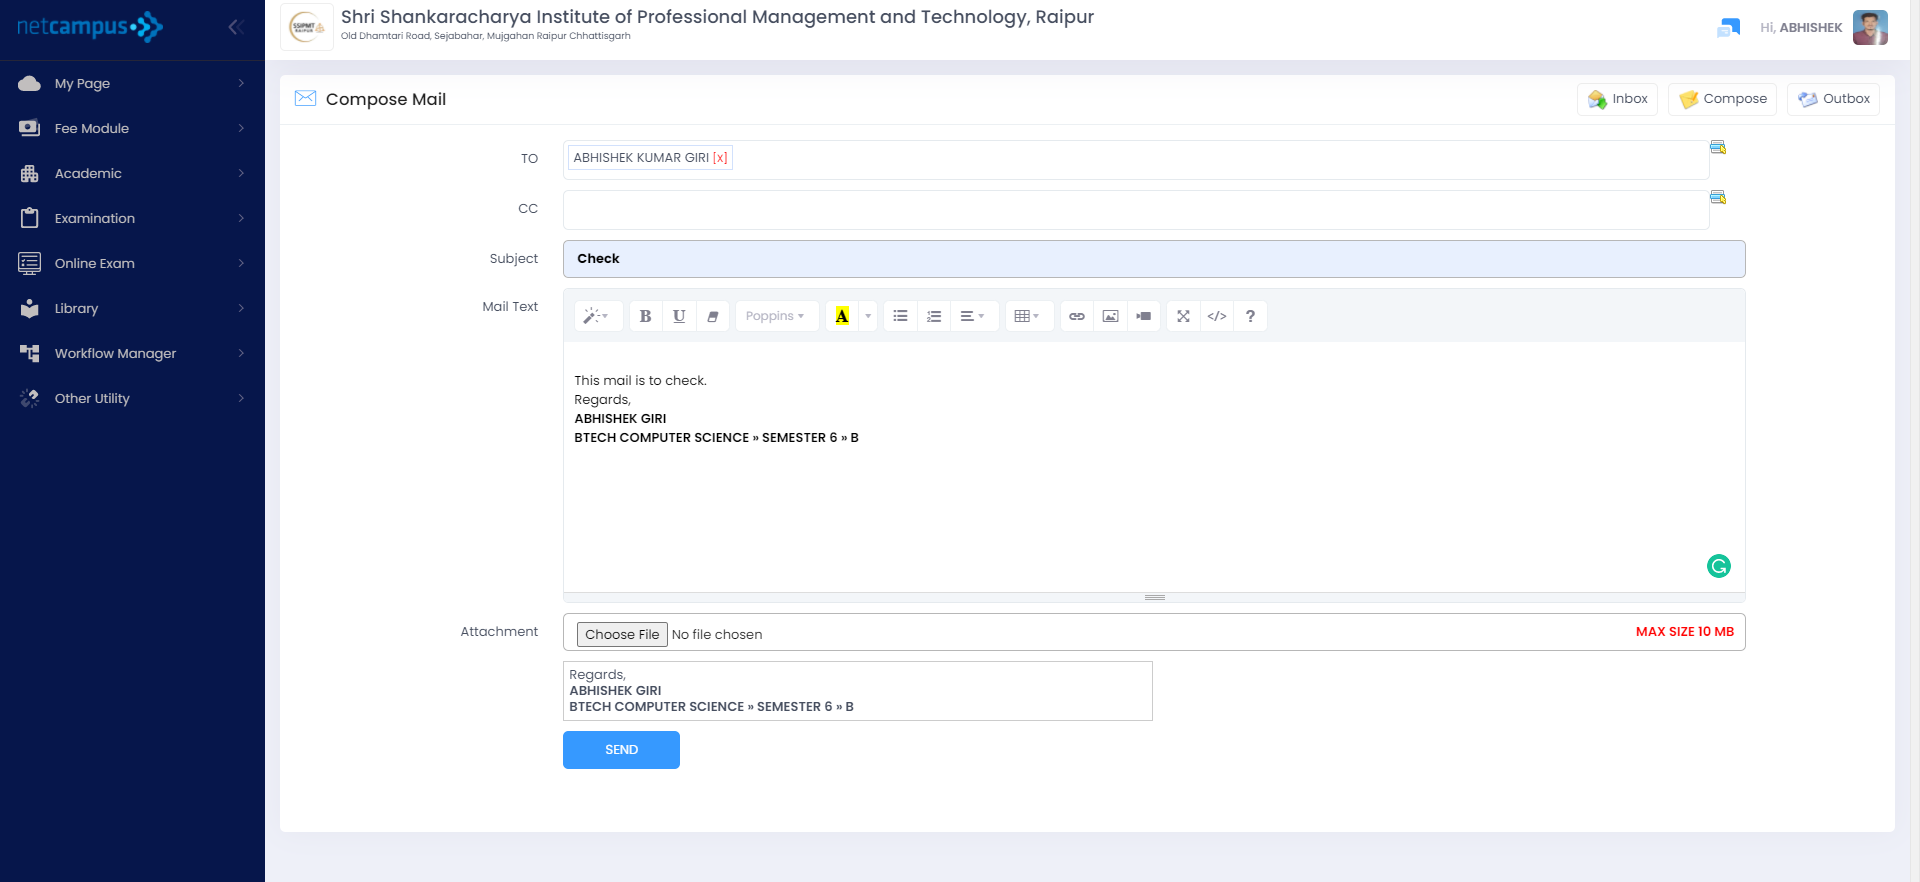 netcampus
My Page
Fee Module
Academic
Examination
Online Exam
Library
Workflow Manager
Other Utility
SSIPMT
RAIPUR
Shri Shankaracharya Institute of Professional Management and Technology, Raipur
Old Dhamtari Road, Sejabahar, Mujgahan Raipur Chhattisgarh
Hi, ABHISHEK
Compose Mail
Inbox
Compose
Outbox
TO
ABHISHEK KUMAR GIRI [X]
CC
Subject
Check
Mail Text
B U Poppins A </> ?
This mail is to check.
Regards,
ABHISHEK GIRI
BTECH COMPUTER SCIENCE » SEMESTER 6 » B
Attachment
Choose File No file chosen
MAX SIZE 10 MB
Regards,
ABHISHEK GIRI
BTECH COMPUTER SCIENCE » SEMESTER 6 » B
SEND